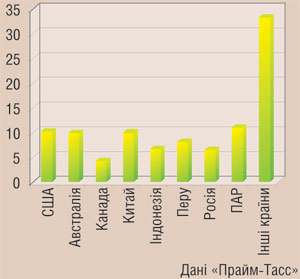 35
30
25
20
15
10
5
0
США
Австралія
Канада
Китай
Індонезія
Перу
Росія
ПАР
Інші країни
Дані «Прайм-Тасс»